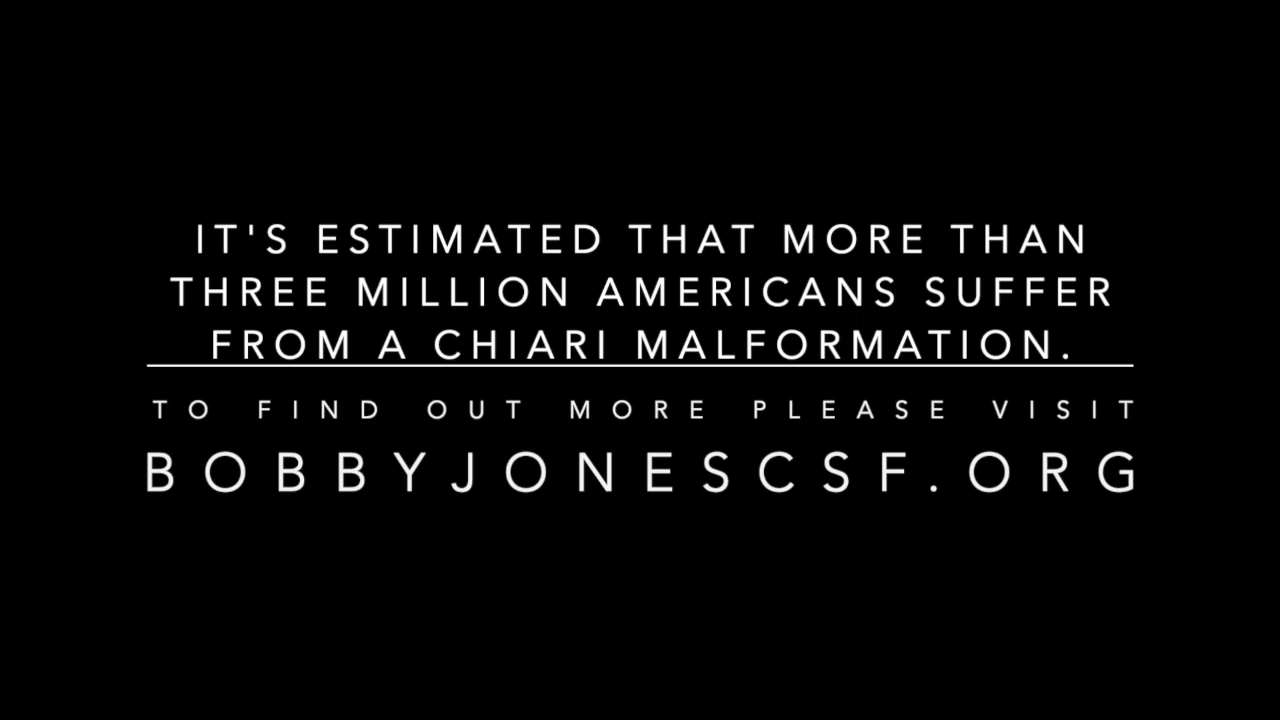 IT'S ESTIMATED THAT MORE THAN
THREE MILLION AMERICANS SUFFER
FROM A CHIARI MALFORMATION.
TO FIND OUT MORE PLEASE VISIT
BOBBYJONESCSF.ORG